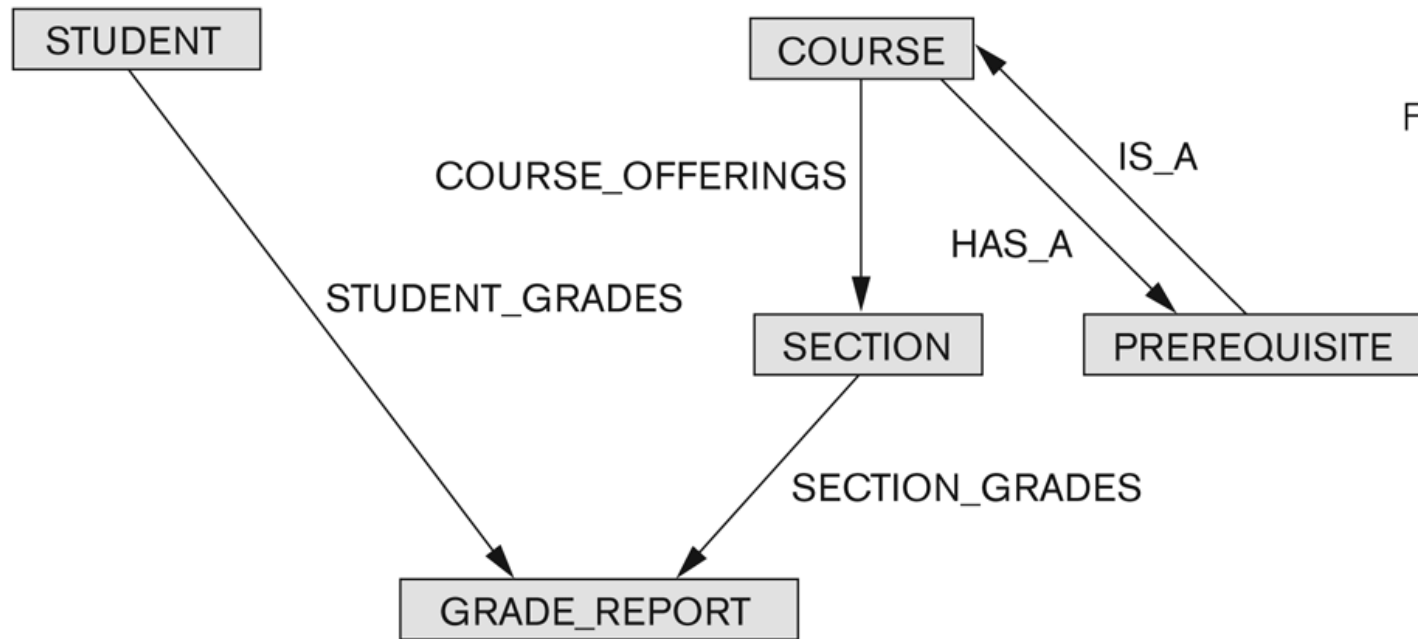 STUDENT
COURSE
F
IS_A
COURSE_OFFERINGS
HAS_A
STUDENT_GRADES
SECTION
PREREQUISITE
SECTION_GRADES
GRADE_REPORT